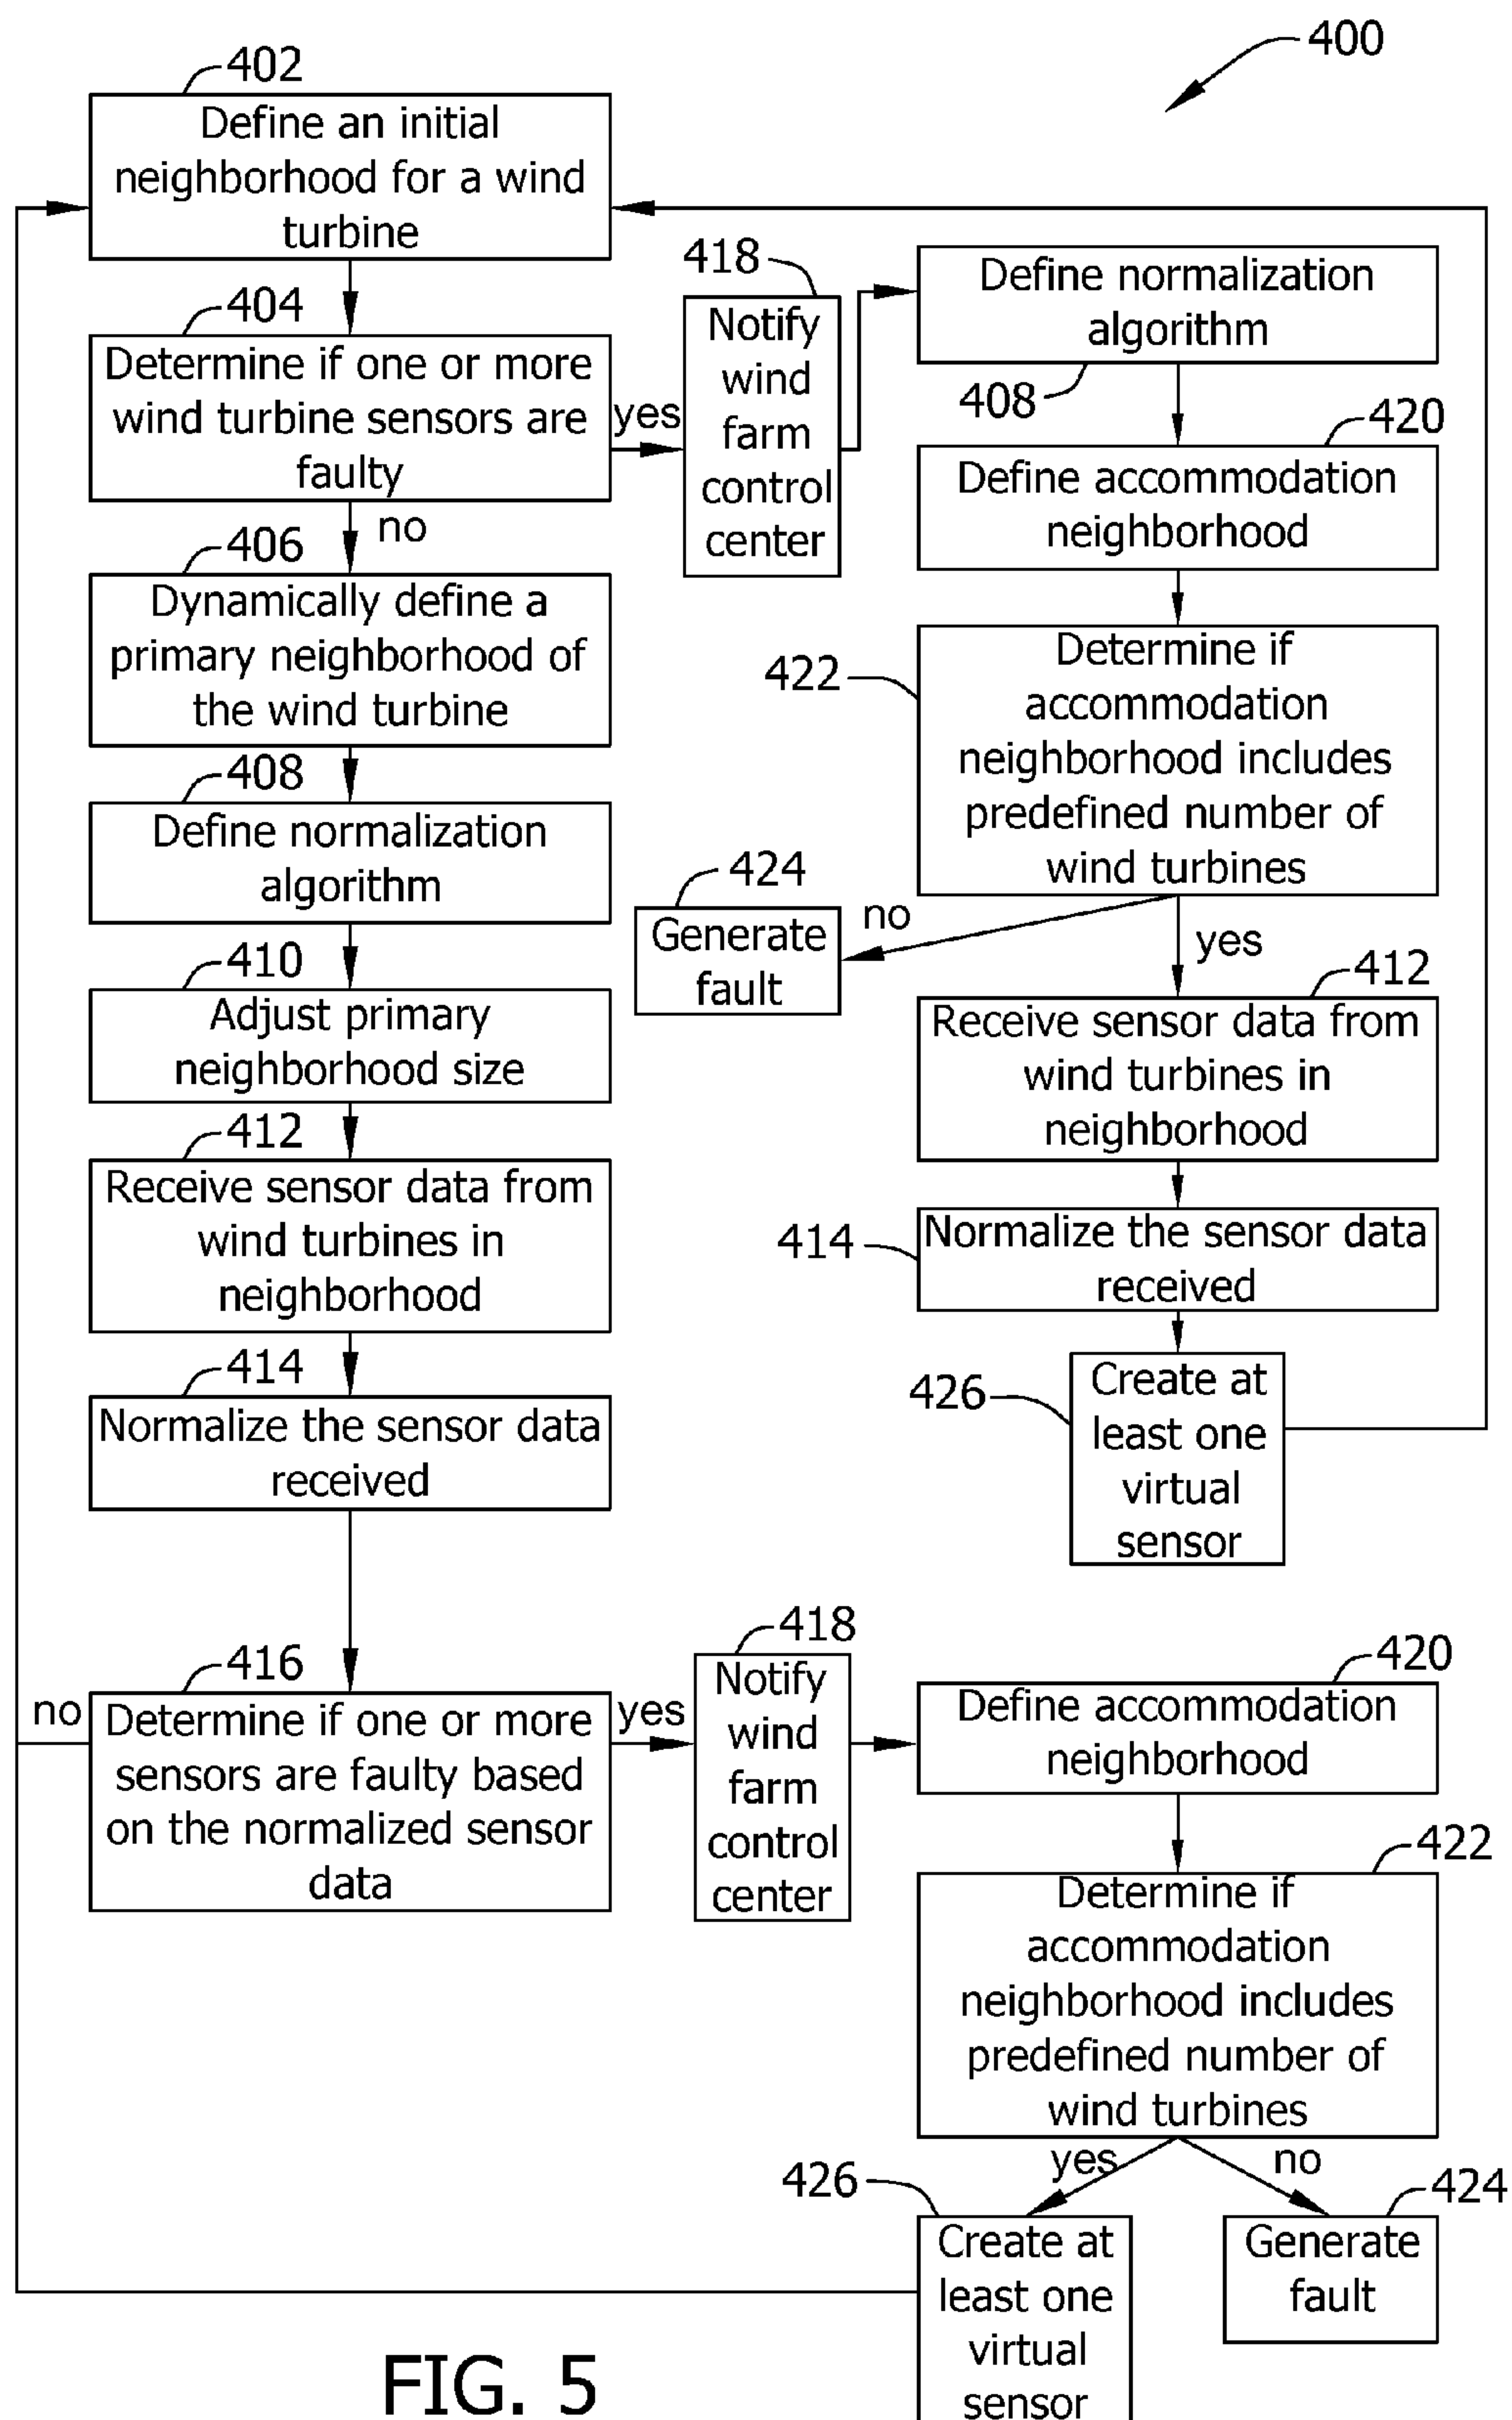 400
402
Define an initial
neighborhood for a wind
turbine
404
Determine if one or more
wind turbine sensors are
faulty
yes
no
406
Dynamically define a
primary neighborhood of
the wind turbine
408
Define normalization
algorithm
410
Adjust primary
neighborhood size
412
Receive sensor data from
wind turbines in
neighborhood
414
Normalize the sensor data
received
416
no
Determine if one or more
sensors are faulty based
on the normalized sensor
data
yes
418
Notify
wind
farm
control
center
Define normalization
algorithm
408
420
Define accommodation
neighborhood
422
Determine if
accommodation
neighborhood includes
predefined number of
wind turbines
no
424
Generate
fault
yes
412
Receive sensor data from
wind turbines in
neighborhood
414
Normalize the sensor data
received
426
Create at
least one
virtual
sensor
418
Notify
wind
farm
control
center
420
Define accommodation
neighborhood
422
Determine if
accommodation
neighborhood includes
predefined number of
wind turbines
yes
no
426
Create at
least one
virtual
sensor
424
Generate
fault
FIG. 5